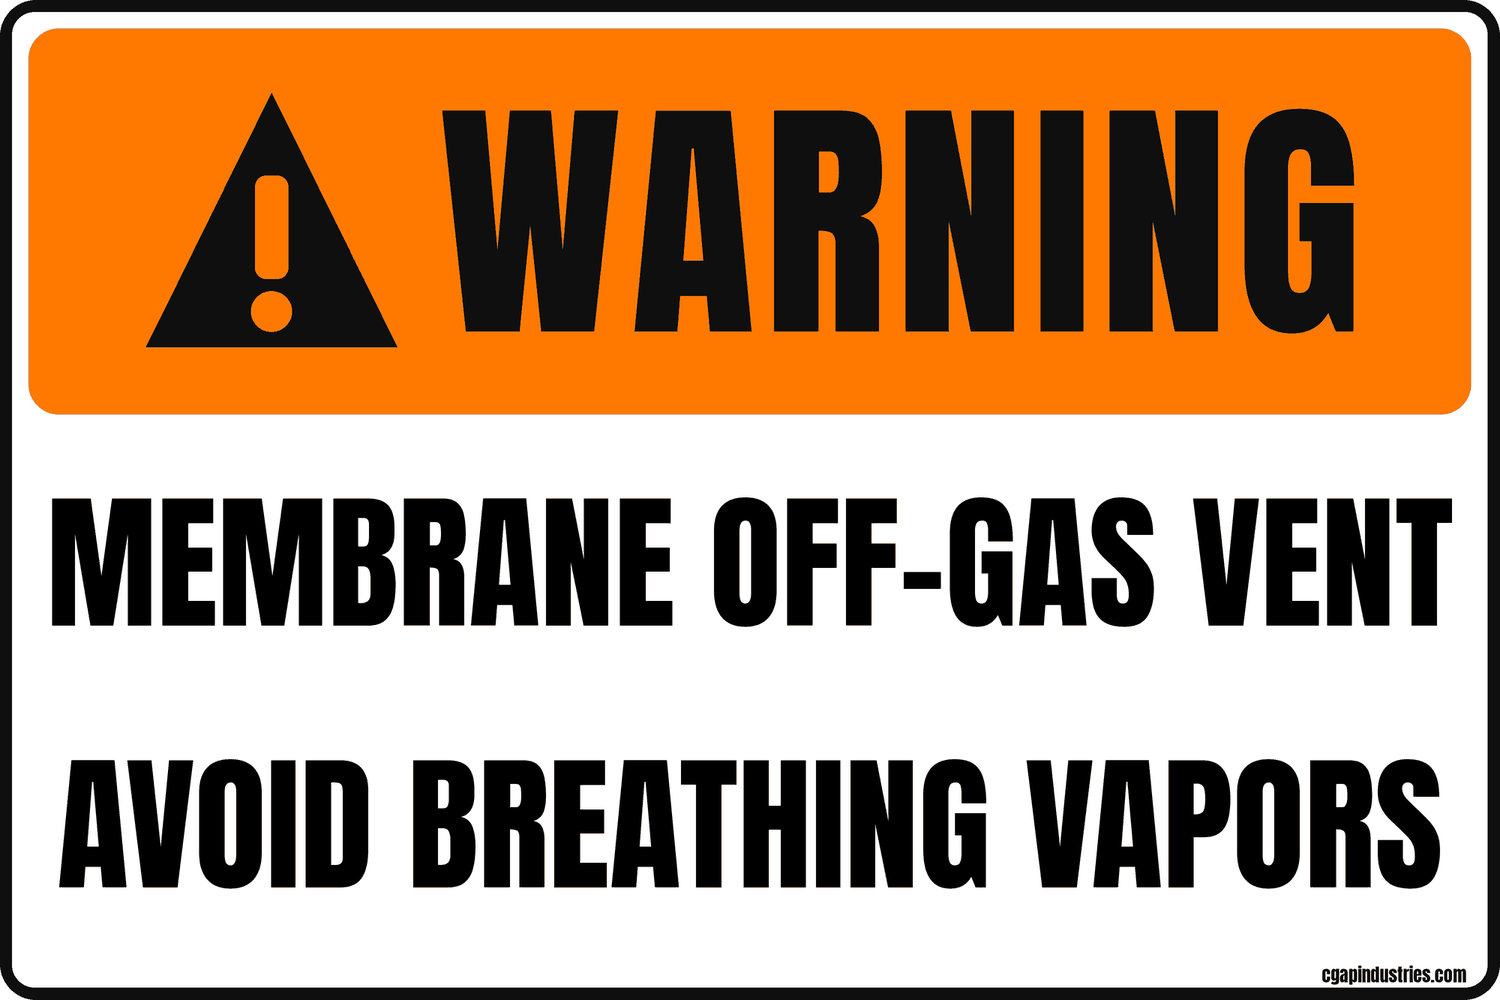 WARNING
MEMBRANE OFF-GAS VENT
AVOID BREATHING VAPORS
cgapindustries.com